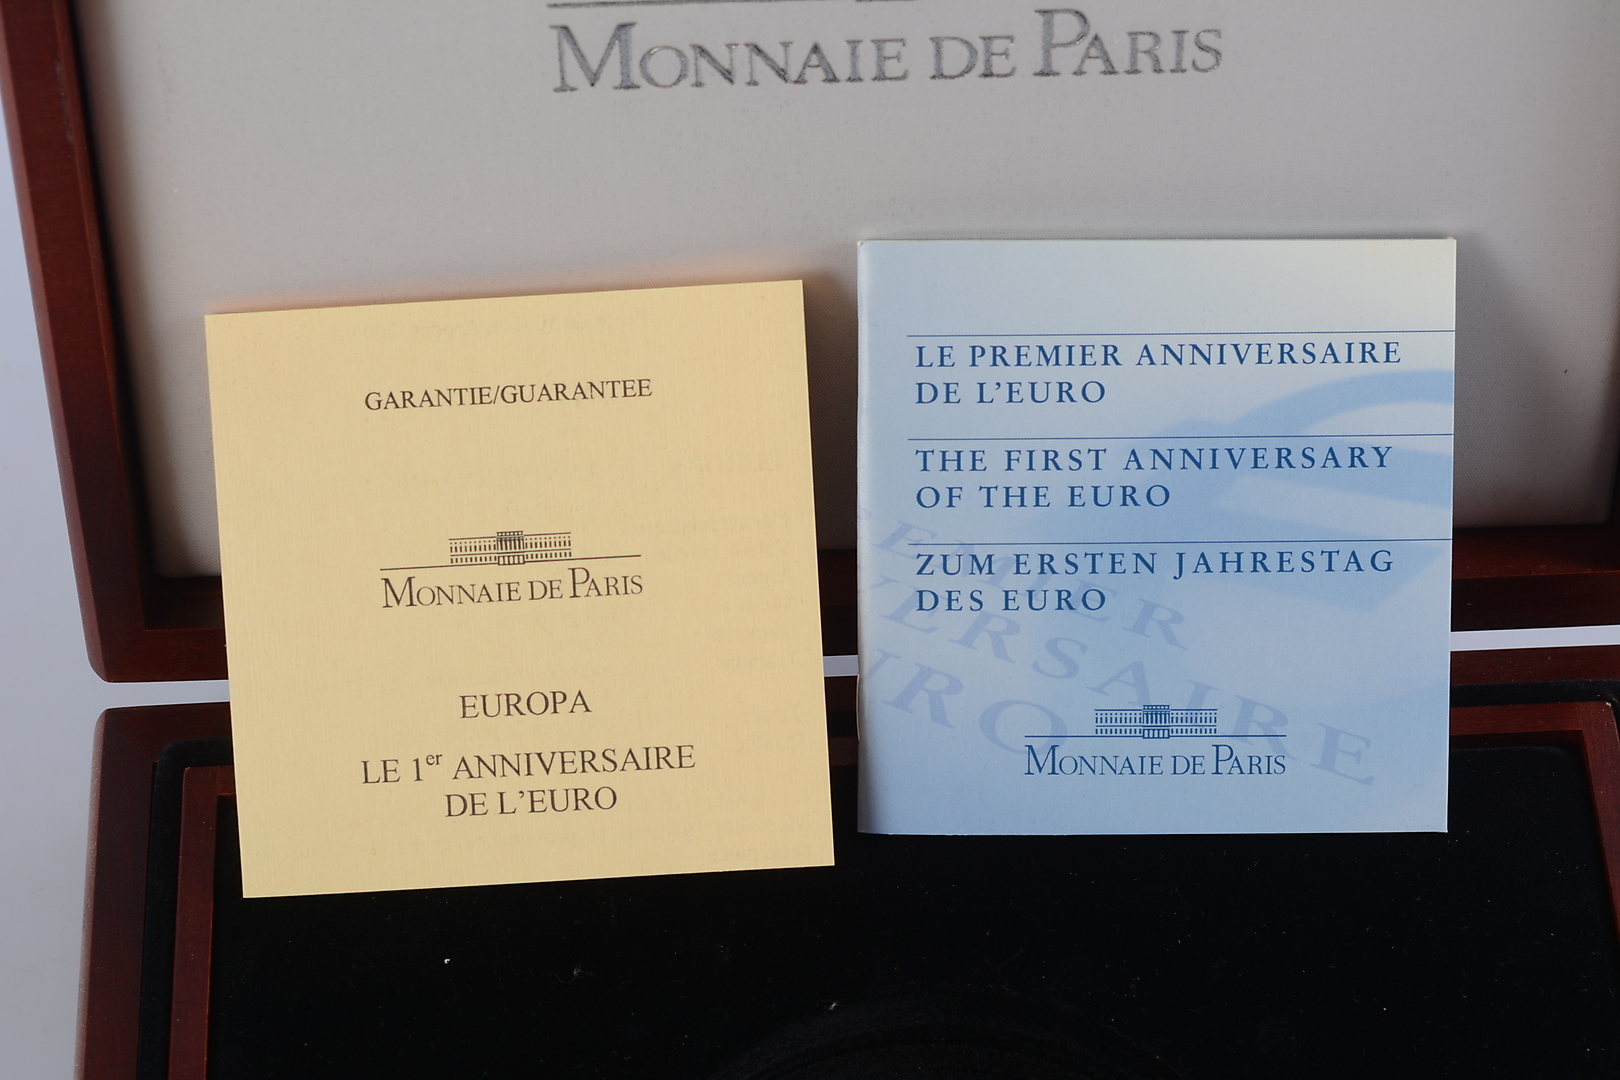 MONNAIE DE PARIS
GARANTIE/GUARANTEE
MONNAIE DE PARIS
EUROPA
LE 1er ANNIVERSAIRE
DE L'EURO
LE PREMIER ANNIVERSAIRE
DE L'EURO
THE FIRST ANNIVERSARY
OF THE EURO
ZUM ERSTEN JAHRESTAG
DES EURO
MONNAIE DE PARIS